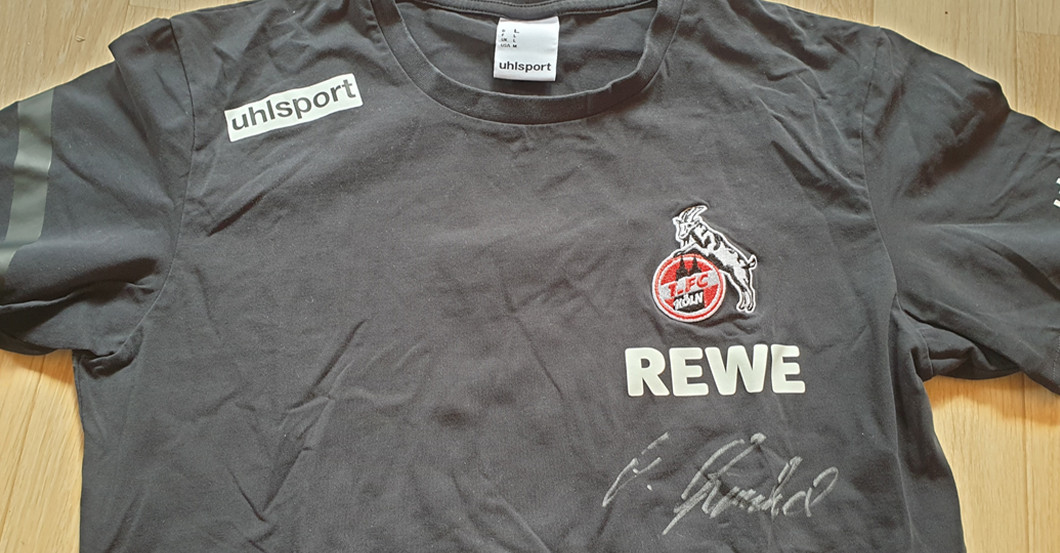 L
uhlsport
uhlsport
1. FC
KÖLN
REWE